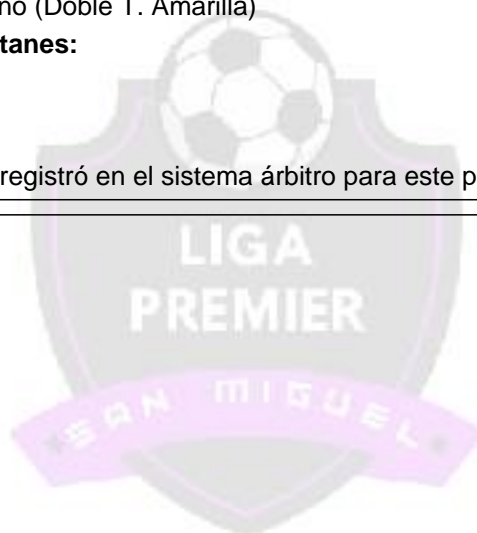 no (Doble T. Amarilla)
tanes:
registró en el sistema árbitro para este p
LIGA
PREMIER
SAN MIGUEL